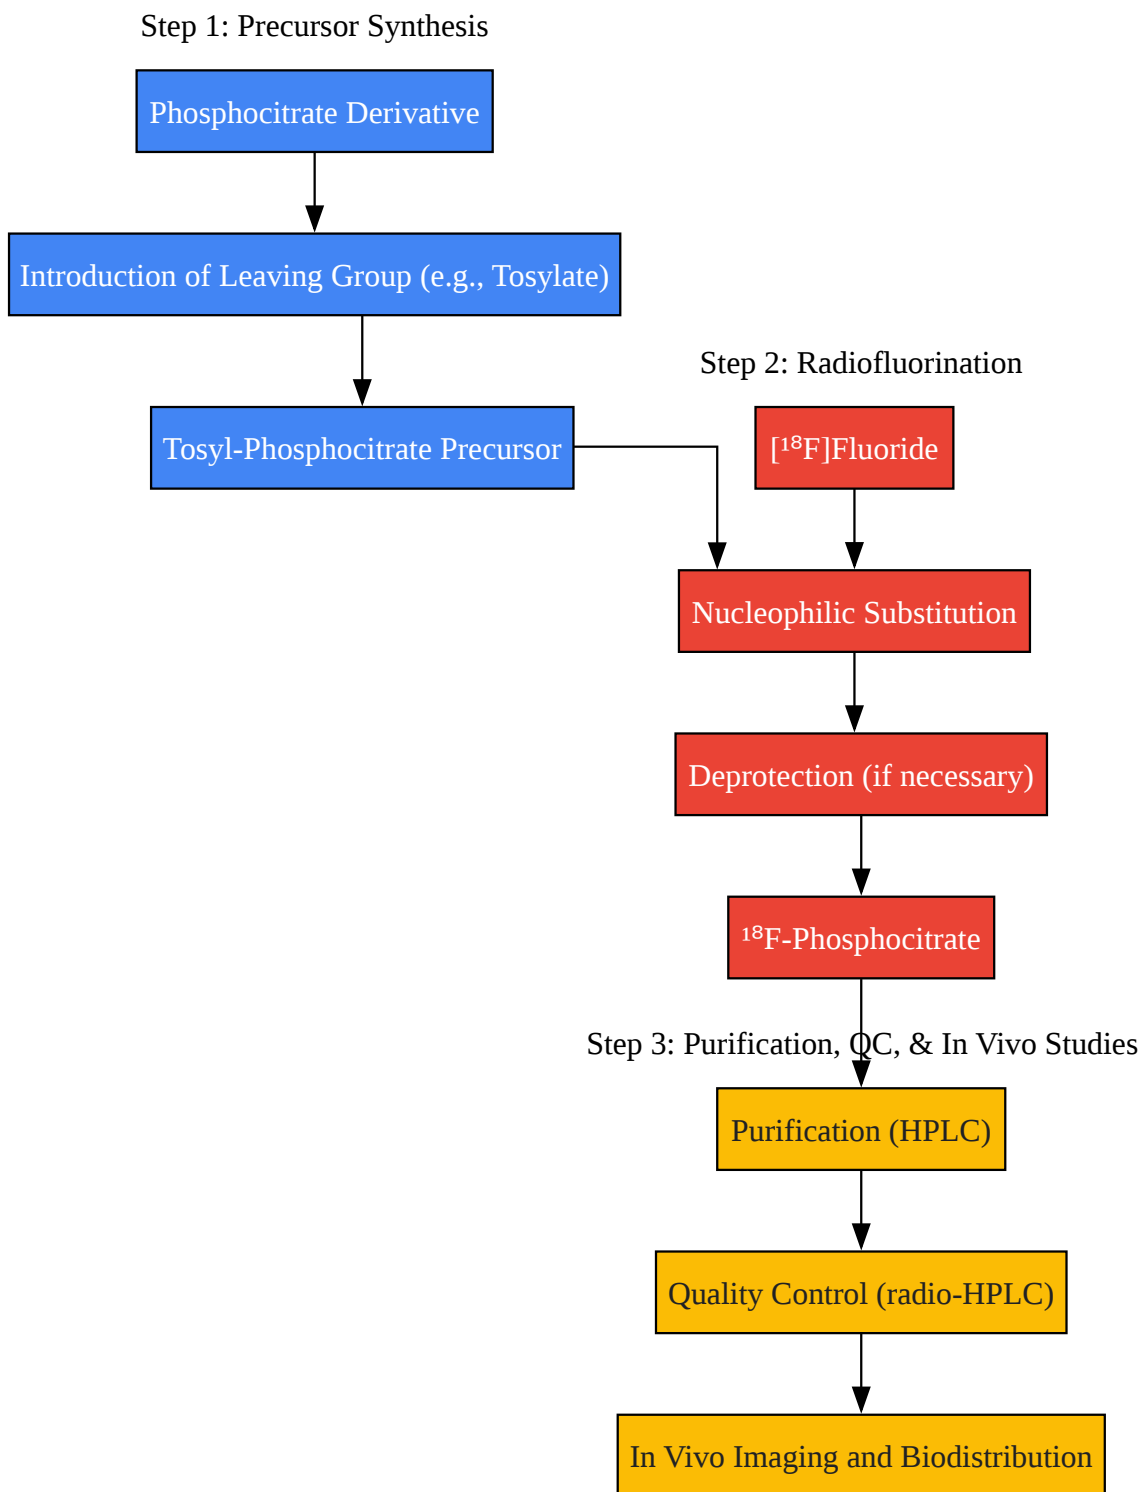 Step 1: Precursor Synthesis
Phosphocitrate Derivative
Introduction of Leaving Group (e.g., Tosylate)
Step 2: Radiofluorination
Tosyl-Phosphocitrate Precursor
[¹⁸F]Fluoride
Nucleophilic Substitution
Deprotection (if necessary)
¹⁸F-Phosphocitrate
Step 3: Purification, QC, & In Vivo Studies
Purification (HPLC)
Quality Control (radio-HPLC)
In Vivo Imaging and Biodistribution